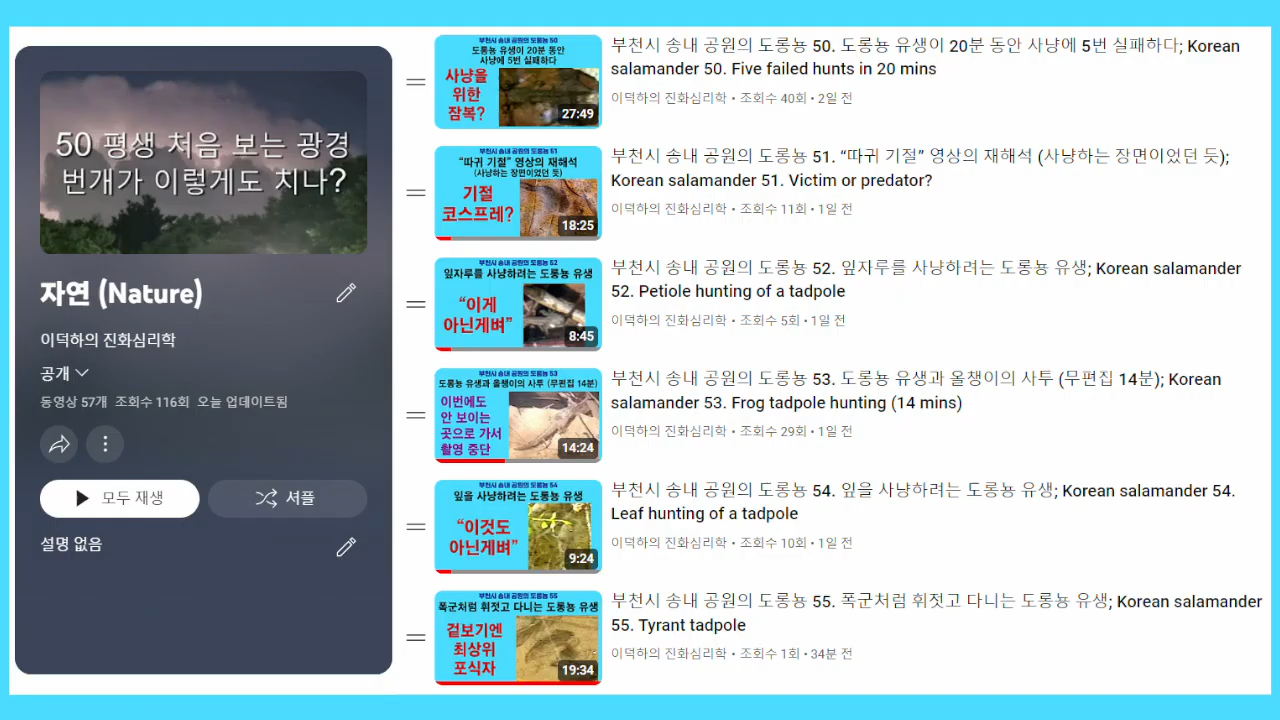 50 평생 처음 보는 광경
번개가 이렇게도 치나?
자연 (Nature)
이덕하의 진화심리학
공개
동영상 57개 조회수 116회 오늘 업데이트됨
모두 재생
셔플
설명 없음
부천시 송내 공원의 도롱뇽 50
도롱뇽 유생이 20분 동안
사냥에 5번 실패하다
사냥을
위한
잠복?
27:49
부천시 송내 공원의 도롱뇽 50. 도롱뇽 유생이 20분 동안 사냥에 5번 실패하다; Korean
salamander 50. Five failed hunts in 20 mins
이덕하의 진화심리학 • 조회수 40회 • 2일 전
부천시 송내 공원의 도롱뇽 51
“따귀 기절” 영상의 재해석
(사냥하는 장면이었던 듯)
기절
코스프레?
18:25
부천시 송내 공원의 도롱뇽 51. “따귀 기절” 영상의 재해석 (사냥하는 장면이었던 듯);
Korean salamander 51. Victim or predator?
이덕하의 진화심리학 • 조회수 11회 • 1일 전
부천시 송내 공원의 도롱뇽 52
잎자루를 사냥하려는 도롱뇽 유생
“이게
아닌게벼”
8:45
부천시 송내 공원의 도롱뇽 52. 잎자루를 사냥하려는 도롱뇽 유생; Korean salamander
52. Petiole hunting of a tadpole
이덕하의 진화심리학 • 조회수 5회 • 1일 전
부천시 송내 공원의 도롱뇽 53
도롱뇽 유생과 올챙이의 사투 (무편집 14분)
이번에도
안 보이는
곳으로 가서
촬영 중단
14:24
부천시 송내 공원의 도롱뇽 53. 도롱뇽 유생과 올챙이의 사투 (무편집 14분); Korean
salamander 53. Frog tadpole hunting (14 mins)
이덕하의 진화심리학 • 조회수 29회 • 1일 전
부천시 송내 공원의 도롱뇽 54
잎을 사냥하려는 도롱뇽 유생
“이것도
아닌게벼”
9:24
부천시 송내 공원의 도롱뇽 54. 잎을 사냥하려는 도롱뇽 유생; Korean salamander 54.
Leaf hunting of a tadpole
이덕하의 진화심리학 • 조회수 10회 • 1일 전
부천시 송내 공원의 도롱뇽 55
폭군처럼 휘젓고 다니는 도롱뇽 유생
겉보기엔
최상위
포식자
19:34
부천시 송내 공원의 도롱뇽 55. 폭군처럼 휘젓고 다니는 도롱뇽 유생; Korean salamander
55. Tyrant tadpole
이덕하의 진화심리학 • 조회수 1회 • 34분 전